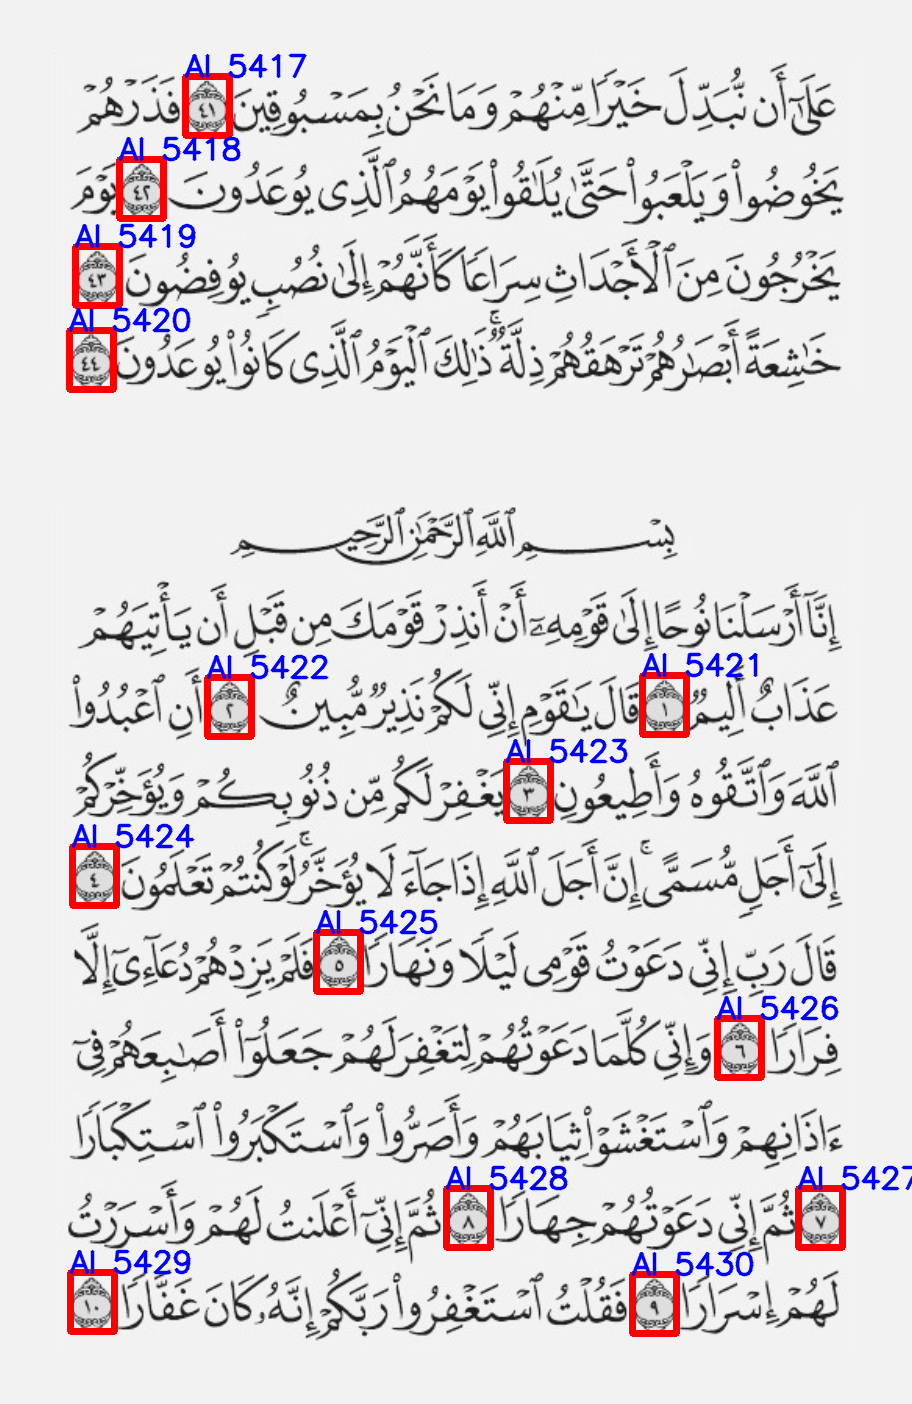 AI 5417
عَلَىٰٓ أَن نُّبَدِّلَ خَيْرًا مِّنْهُمْ وَمَا نَحْنُ بِمَسْبُوقِينَ ٤١ فَذَرْهُمْ
AI 5418
يَخُوضُوا۟ وَيَلْعَبُوا۟ حَتَّىٰ يُلَٰقُوا۟ يَوْمَهُمُ ٱلَّذِى يُوعَدُونَ ٤٢ يَوْمَ
AI 5419
يَخْرُجُونَ مِنَ ٱلْأَجْدَاثِ سِرَاعًا كَأَنَّهُمْ إِلَىٰ نُصُبٍ يُوفِضُونَ ٤٣
AI 5420
خَٰشِعَةً أَبْصَٰرُهُمْ تَرْهَقُهُمْ ذِلَّةٌ ۚ ذَٰلِكَ ٱلْيَوْمُ ٱلَّذِى كَانُوا۟ يُوعَدُونَ ٤٤
بِسْمِ ٱللَّهِ ٱلرَّحْمَٰنِ ٱلرَّحِيمِ
إِنَّآ أَرْسَلْنَا نُوحًا إِلَىٰ قَوْمِهِۦٓ أَنْ أَنذِرْ قَوْمَكَ مِن قَبْلِ أَن يَأْتِيَهُمْ
AI 5421 AI 5422
عَذَابٌ أَلِيمٌ ١ قَالَ يَٰقَوْمِ إِنِّى لَكُمْ نَذِيرٌ مُّبِينٌ ٢ أَنِ ٱعْبُدُوا۟
AI 5423
ٱللَّهَ وَٱتَّقُوهُ وَأَطِيعُونِ ٣ يَغْفِرْ لَكُم مِّن ذُنُوبِكُمْ وَيُؤَخِّرْكُمْ
AI 5424
إِلَىٰٓ أَجَلٍ مُّسَمًّى ۚ إِنَّ أَجَلَ ٱللَّهِ إِذَا جَآءَ لَا يُؤَخَّرُ ۖ لَوْ كُنتُمْ تَعْلَمُونَ ٤
AI 5425
قَالَ رَبِّ إِنِّى دَعَوْتُ قَوْمِى لَيْلًا وَنَهَارًا ٥ فَلَمْ يَزِدْهُمْ دُعَآءِىٓ إِلَّا
AI 5426
فِرَارًا ٦ وَإِنِّى كُلَّمَا دَعَوْتُهُمْ لِتَغْفِرَ لَهُمْ جَعَلُوٓا۟ أَصَٰبِعَهُمْ فِىٓ
ءَاذَانِهِمْ وَٱسْتَغْشَوْا۟ ثِيَابَهُمْ وَأَصَرُّوا۟ وَٱسْتَكْبَرُوا۟ ٱسْتِكْبَارًا
AI 5427 AI 5428
٧ ثُمَّ إِنِّى دَعَوْتُهُمْ جِهَارًا ٨ ثُمَّ إِنِّىٓ أَعْلَنتُ لَهُمْ وَأَسْرَرْتُ
AI 5430 AI 5429
لَهُمْ إِسْرَارًا ٩ فَقُلْتُ ٱسْتَغْفِرُوا۟ رَبَّكُمْ إِنَّهُۥ كَانَ غَفَّارًا ١٠